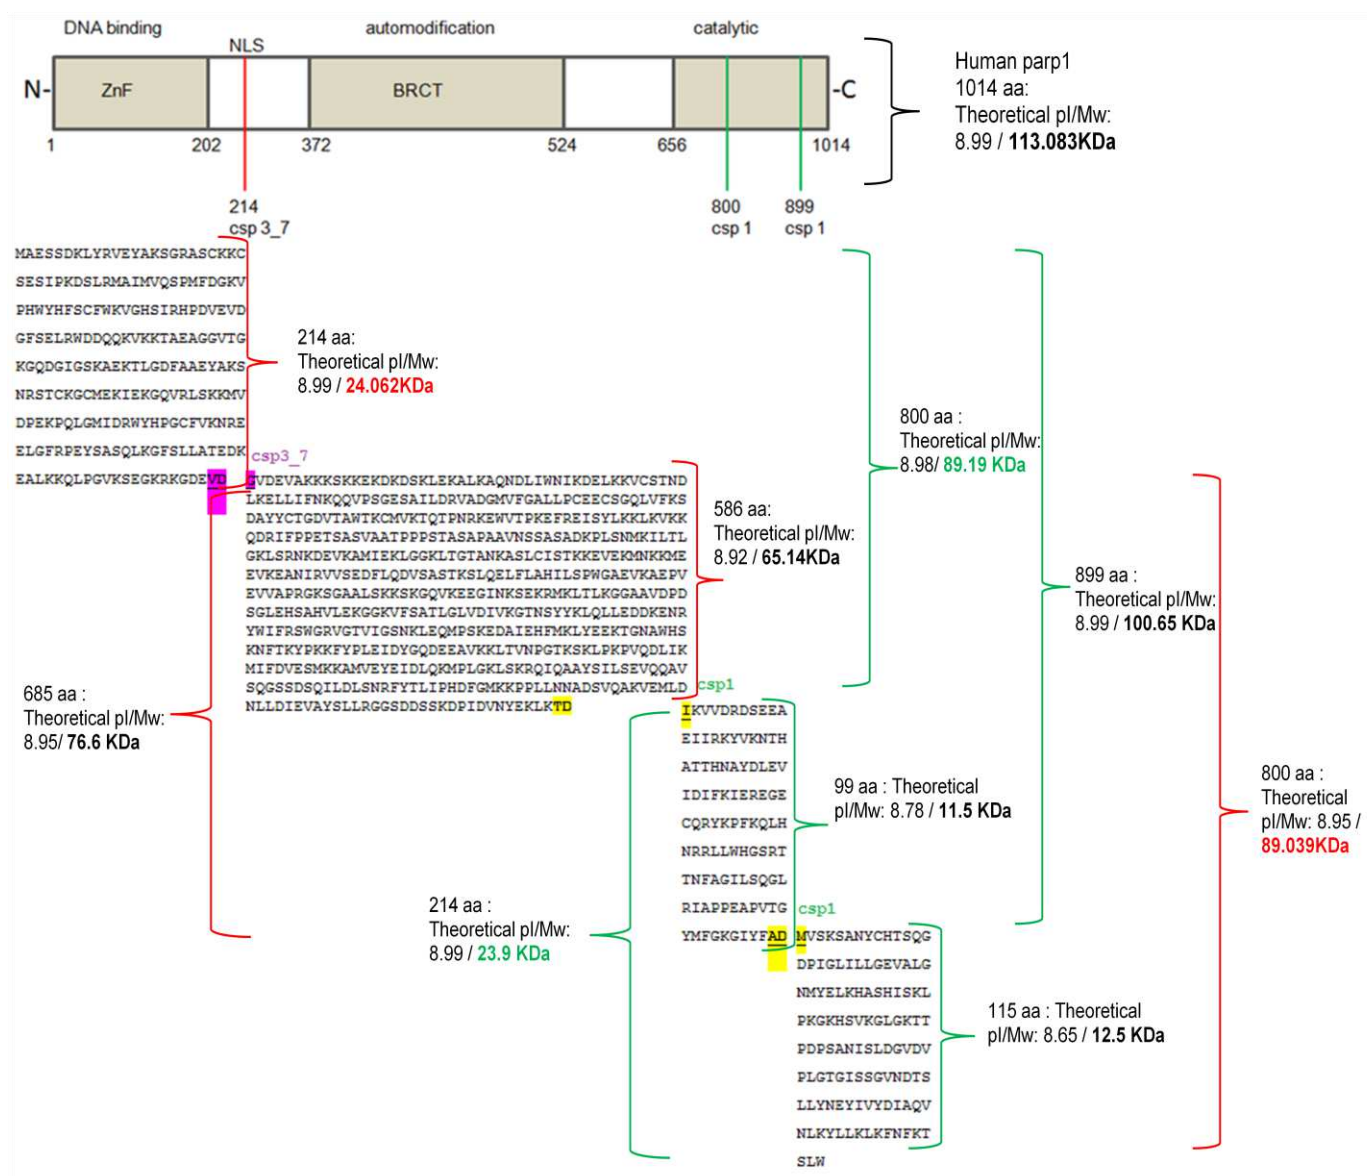 DNA binding
NLS
automodification
catalytic
N-
ZnF
BRCT
-C
1
202
372
524
656
1014
214
csp 3_7
800
csp 1
899
csp 1
Human parp1
1014 aa:
Theoretical pI/Mw:
8.99 / 113.083KDa
MAESSDKLYRVEYAKSGRASCKKC
SESIPKDSLRMAIMVQSPMFDGKV
PHWYHFSCFWKVGHSIRHPDVEVD
GFSELRWDDQQKVKKTAEAGGVTG
KGQDGIGSKAEKTLGDFAAEYAKS
NRSTCKGCMEKIEKGQVRLSKKMV
DPEKPQLGMIDRWYHPGCFVKNRE
ELGFRPEYSASQLKGFSLLATEDK
EALKKQLPGVKSEGKRKGDEVD
214 aa:
Theoretical pI/Mw:
8.99 / 24.062KDa
csp3_7
GVDEVAKKKSKKEKDKDSKLEKALKAQNDLIWNIKDELKKVCSTND
LKELLIFNKQQVPSGESAILDRVADGMVFGALLPCEECSGQLVFKS
DAYYCTGDVTAWTKCMVKTQTPNRKEWVTPKEFREISYLKKLKVKK
QDRIFPPETSASVAATPPPSTASAPAAVNSSASADKPLSNMKILTL
GKLSRNKDEVKAMIEKLGGKLTGTANKASLCISTKKEVEKMNKKME
EVKEANIRVVSEDFLQDVSASTKSLQELFLAHILSPWGAEVKAEPV
EVVAPRGKSGAALSKKSKGQVKEEGINKSEKRMKLTLKGGAAVDPD
SGLEHSAHVLEKGGKVFSATLGLVDIVKGTNSYYKLQLLEDDKENR
YWIFRSWGRVGTVIGSNKLEQMPSKEDAIEHFMKLYEEKTGNAWHS
KNFTKYPKKFYPLEIDYGQDEEAVKKLTVNPGTKSKLPKPVQDLIK
MIFDVESMKKAMVEYEIDLQKMPLGKLSKRQIQAAYSILSEVQQAV
SQGSSDSQILDLSNRFYTLIPHDFGMKKPPLLNNADSVQAKVEMLD
NLLDIEVAYSLLRGGSDDSSKDPIDVNYEKLKTD
586 aa:
Theoretical pI/Mw:
8.92 / 65.14KDa
800 aa :
Theoretical pI/Mw:
8.98/ 89.19 KDa
899 aa :
Theoretical pI/Mw:
8.99 / 100.65 KDa
685 aa :
Theoretical pI/Mw:
8.95/ 76.6 KDa
csp1
IKVVDRDSEEA
EIIRKYVKNTH
ATTHNAYDLEV
IDIFKIEREGE
CQRYKPFKQLH
NRRLLWHGSRT
TNFAGILSQGL
RIAPPEAPVTG
YMFGKGIYFAD
99 aa : Theoretical
pI/Mw: 8.78 / 11.5 KDa
800 aa :
Theoretical
pI/Mw: 8.95 /
89.039KDa
214 aa :
Theoretical pI/Mw:
8.99 / 23.9 KDa
csp1
MVSKSANYCHTSQG
DPIGLILLGEVALG
NMYELKHASHISKL
PKGKHSVKGLGKTT
PDPSANISLDGVDV
PLGTGISSGVNDTS
LLYNEYIVYDIAQV
NLKYLLKLKFNFKT
SLW
115 aa : Theoretical
pI/Mw: 8.65 / 12.5 KDa